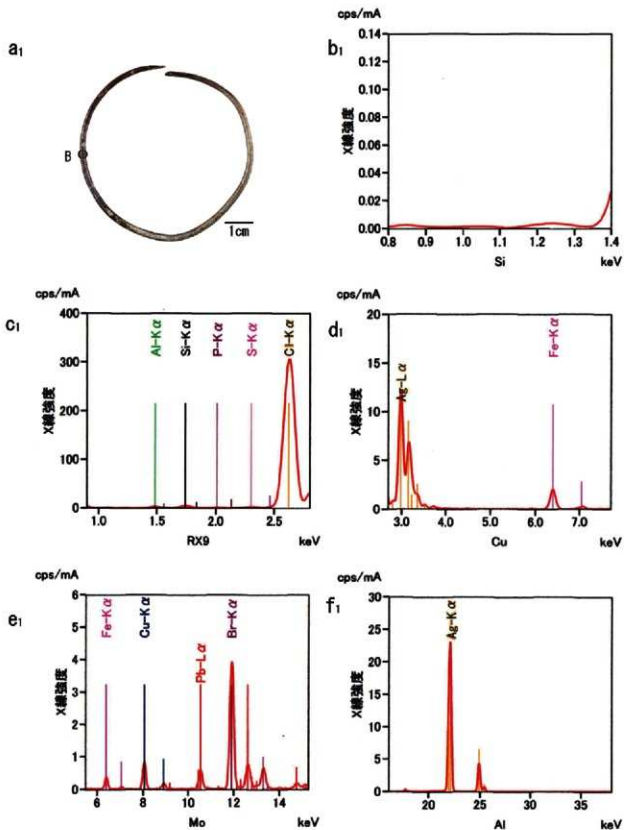 a1
B
1cm
b1
cps/mA
X線強度
0.14
0.12
0.10
0.08
0.06
0.04
0.02
0.00
0.8 0.9 1.0 1.1 1.2 1.3 1.4
Si keV
c1
cps/mA
X線強度
400
300
200
100
0
Al-Kα Si-Kα P-Kα S-Kα Cl-Kα
1.0 1.5 2.0 2.5
RX9 keV
d1
cps/mA
X線強度
20
15
10
5
0
Ag-Lα Fe-Kα
3.0 4.0 5.0 6.0 7.0
Cu keV
e1
cps/mA
X線強度
6
5
4
3
2
1
0
Fe-Kα Cu-Kα Pb-Lα Br-Kα
6 8 10 12 14
Mo keV
f1
cps/mA
X線強度
30
25
20
15
10
5
0
Ag-Kα
20 25 30 35
Al keV